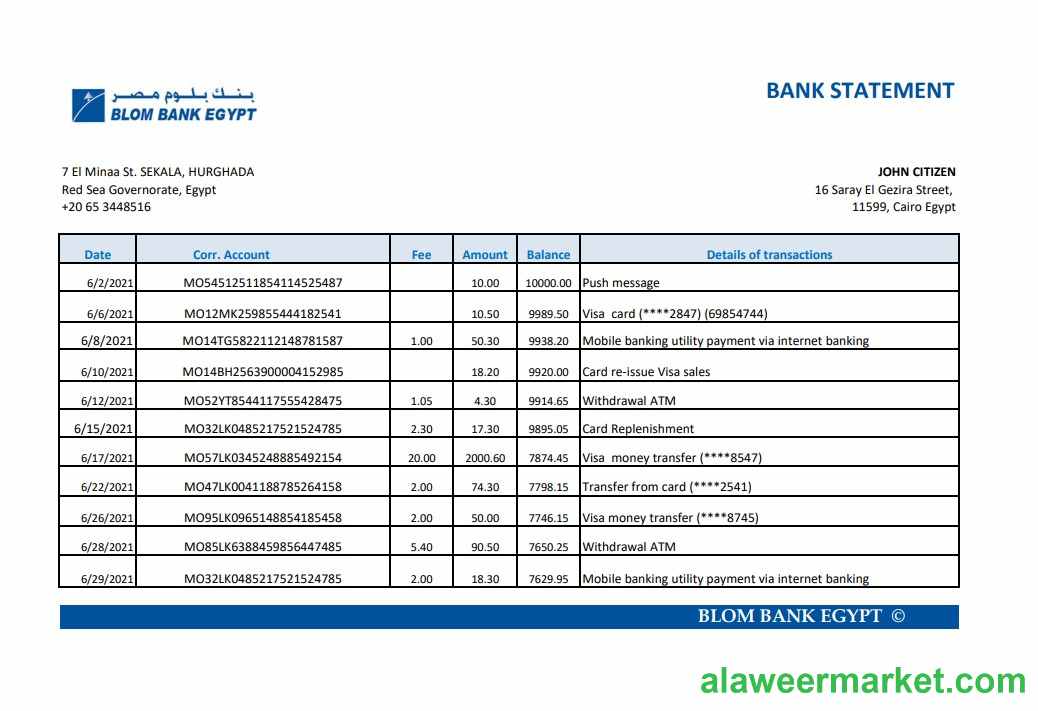 بنك بلوم مصر
BLOM BANK EGYPT
BANK STATEMENT
7 El Minaa St. SEKALA, HURGHADA
Red Sea Governorate, Egypt
+20 65 3448516
JOHN CITIZEN
16 Saray El Gezira Street,
11599, Cairo Egypt
Date Corr. Account Fee Amount Balance Details of transactions
6/2/2021 MO54512511854114525487 10.00 10000.00 Push message
6/6/2021 MO12MK259855444182541 10.50 9989.50 Visa card (****2847) (69854744)
6/8/2021 MO14TG5822112148781587 1.00 50.30 9938.20 Mobile banking utility payment via internet banking
6/10/2021 MO14BH2563900004152985 18.20 9920.00 Card re-issue Visa sales
6/12/2021 MO52YT8544117555428475 1.05 4.30 9914.65 Withdrawal ATM
6/15/2021 MO32LK0485217521524785 2.30 17.30 9895.05 Card Replenishment
6/17/2021 MO57LK0345248885492154 20.00 2000.60 7874.45 Visa money transfer (****8547)
6/22/2021 MO47LK0041188785264158 2.00 74.30 7798.15 Transfer from card (****2541)
6/26/2021 MO95LK0965148854185458 2.00 50.00 7746.15 Visa money transfer (****8745)
6/28/2021 MO85LK6388459856447485 5.40 90.50 7650.25 Withdrawal ATM
6/29/2021 MO32LK0485217521524785 2.00 18.30 7629.95 Mobile banking utility payment via internet banking
BLOM BANK EGYPT ©
alaweermarket.com